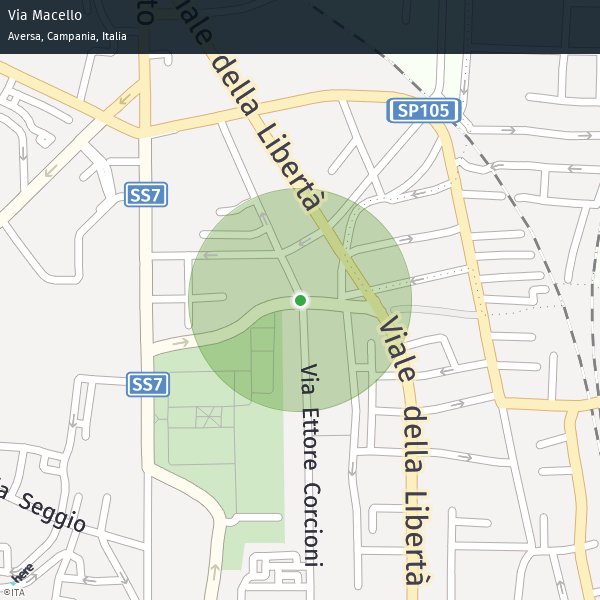 Via Macello
Aversa, Campania, Italia
to
Viale della Libertà
SP105
SS7
Viale della Libertà
SS7
Via Ettore Corcioni
a Seggio
here
©ITA